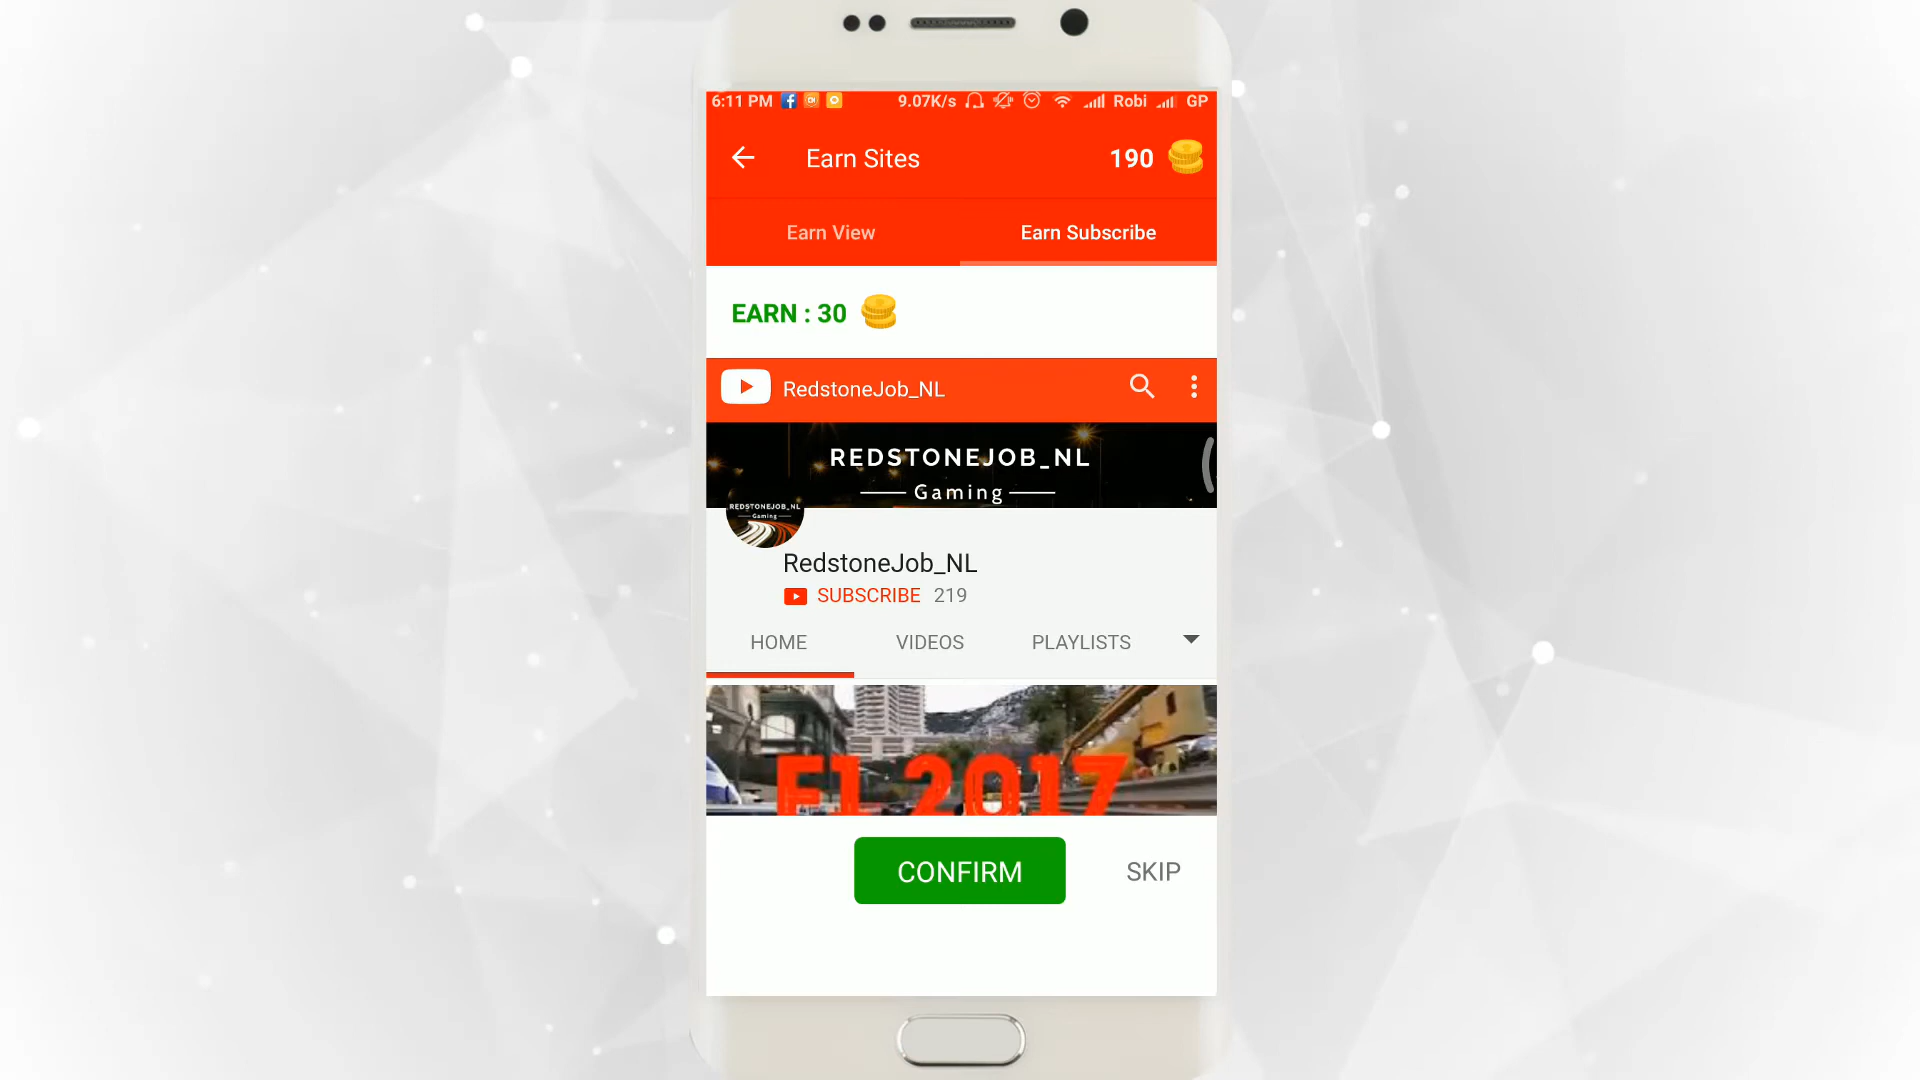 6:11 PM 9.07K/s Robi GP
Earn Sites 190
Earn View Earn Subscribe
EARN : 30
RedstoneJob_NL
REDSTONEJOB_NL
Gaming
REDSTONEJOB_NL
Gaming
RedstoneJob_NL
SUBSCRIBE 219
HOME VIDEOS PLAYLISTS
F1 2017
CONFIRM SKIP